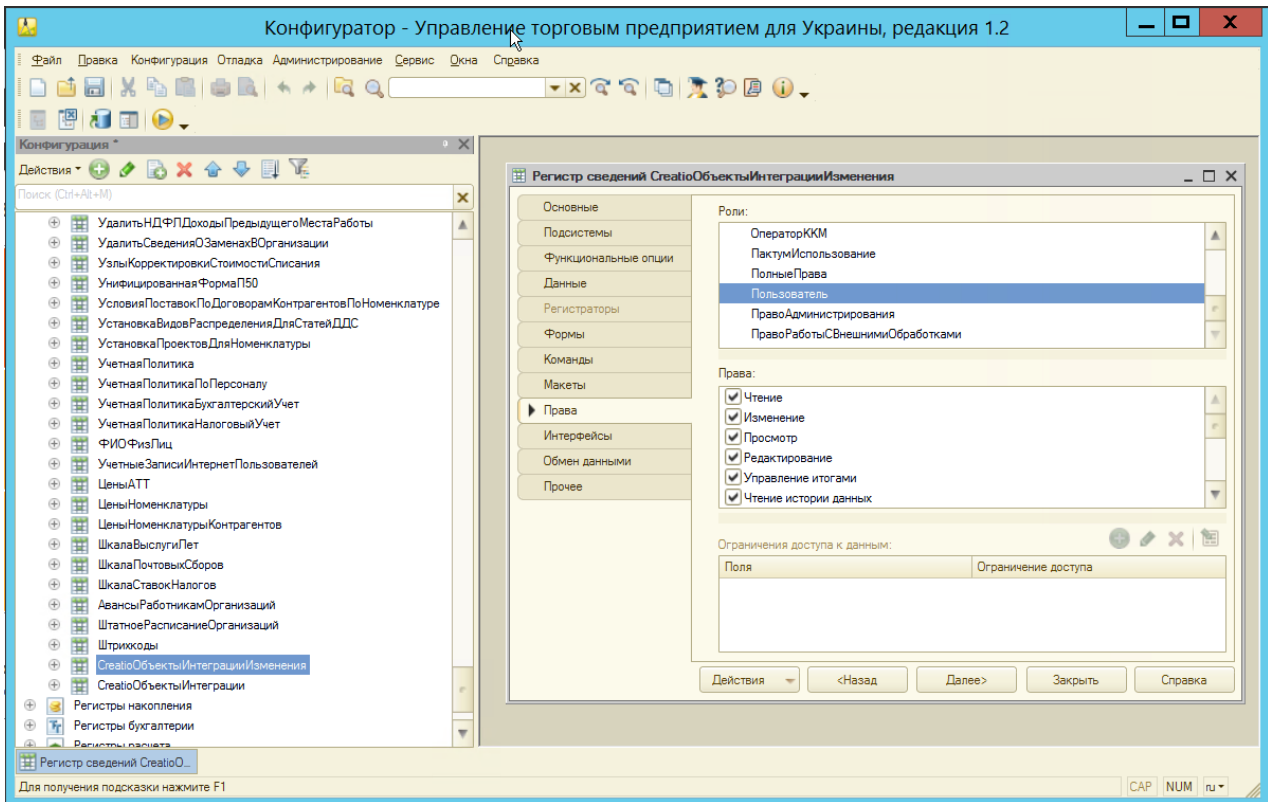 Конфигуратор - Управление торговым предприятием для Украины, редакция 1.2
Файл Правка Конфигурация Отладка Администрирование Сервис Окна Справка
Конфигурация *
Действия
Поиск (Ctrl+Alt+M)
УдалитьНДФЛДоходыПредыдущегоМестаРаботы
УдалитьСведенияОЗаменахВОрганизации
УзлыКорректировкиСтоимостиСписания
УнифицированнаяФормаП50
УсловияПоставокПоДоговорамКонтрагентовПоНоменклатуре
УстановкаВидовРаспределенияДляСтатейДДС
УстановкаПроектовДляНоменклатуры
УчетнаяПолитика
УчетнаяПолитикаПоПерсоналу
УчетнаяПолитикаБухгалтерскийУчет
УчетнаяПолитикаНалоговыйУчет
ФИОФизЛиц
УчетныеЗаписиИнтернетПользователей
ЦеныАТТ
ЦеныНоменклатуры
ЦеныНоменклатурыКонтрагентов
ШкалаВыслугиЛет
ШкалаПочтовыхСборов
ШкалаСтавокНалогов
АвансыРаботникамОрганизаций
ШтатноеРасписаниеОрганизаций
Штрихкоды
CreatioОбъектыИнтеграцииИзменения
CreatioОбъектыИнтеграции
Регистры накопления
Регистры бухгалтерии
Регистры расчета
Регистр сведений CreatioОбъектыИнтеграцииИзменения
Основные
Подсистемы
Функциональные опции
Данные
Регистраторы
Формы
Команды
Макеты
Права
Интерфейсы
Обмен данными
Прочее
Роли:
ОператорККМ
ПактумИспользование
ПолныеПрава
Пользователь
ПравоАдминистрирования
ПравоРаботыСВнешнимиОбработками
Права:
Чтение
Изменение
Просмотр
Редактирование
Управление итогами
Чтение истории данных
Ограничения доступа к данным:
Поля Ограничение доступа
Действия <Назад Далее> Закрыть Справка
Регистр сведений CreatioО...
Для получения подсказки нажмите F1
CAP NUM ru